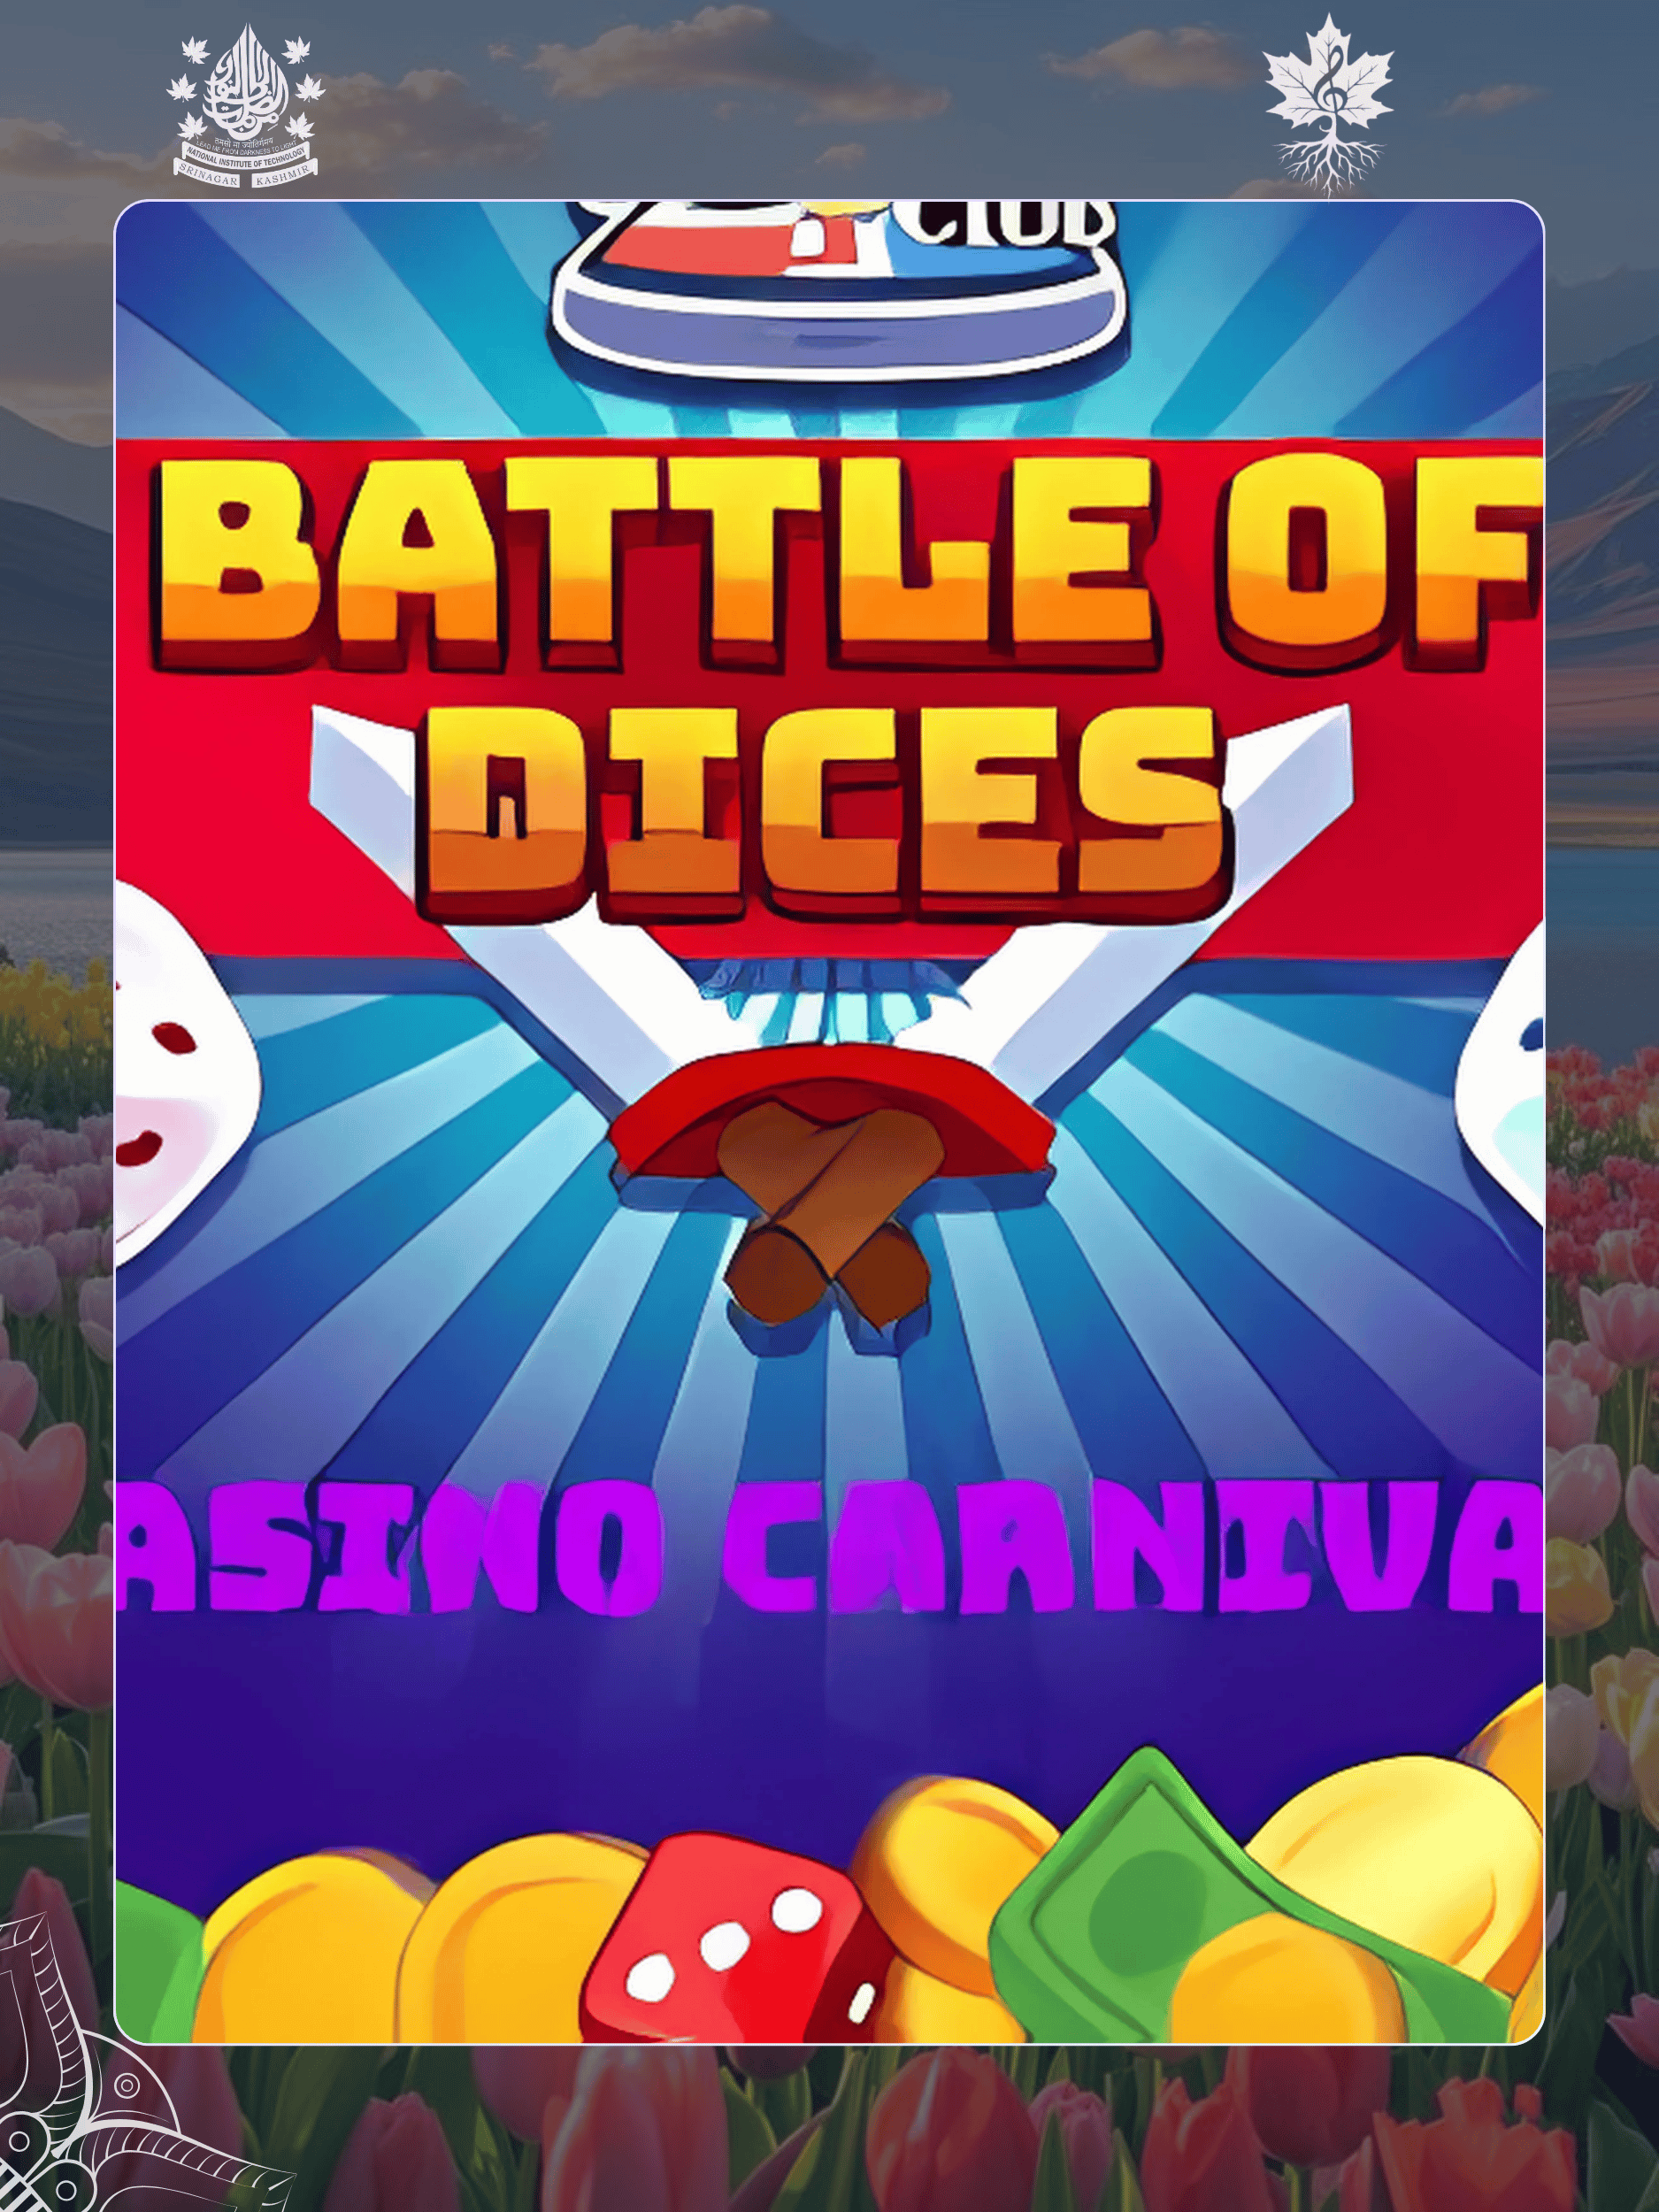 तमसो मा ज्योतिर्गमय
LEAD ME FROM DARKNESS TO LIGHT
NATIONAL INSTITUTE OF TECHNOLOGY
SRINAGAR KASHMIR
CLUB
BATTLE OF
DICES
ASINO CARNIVA